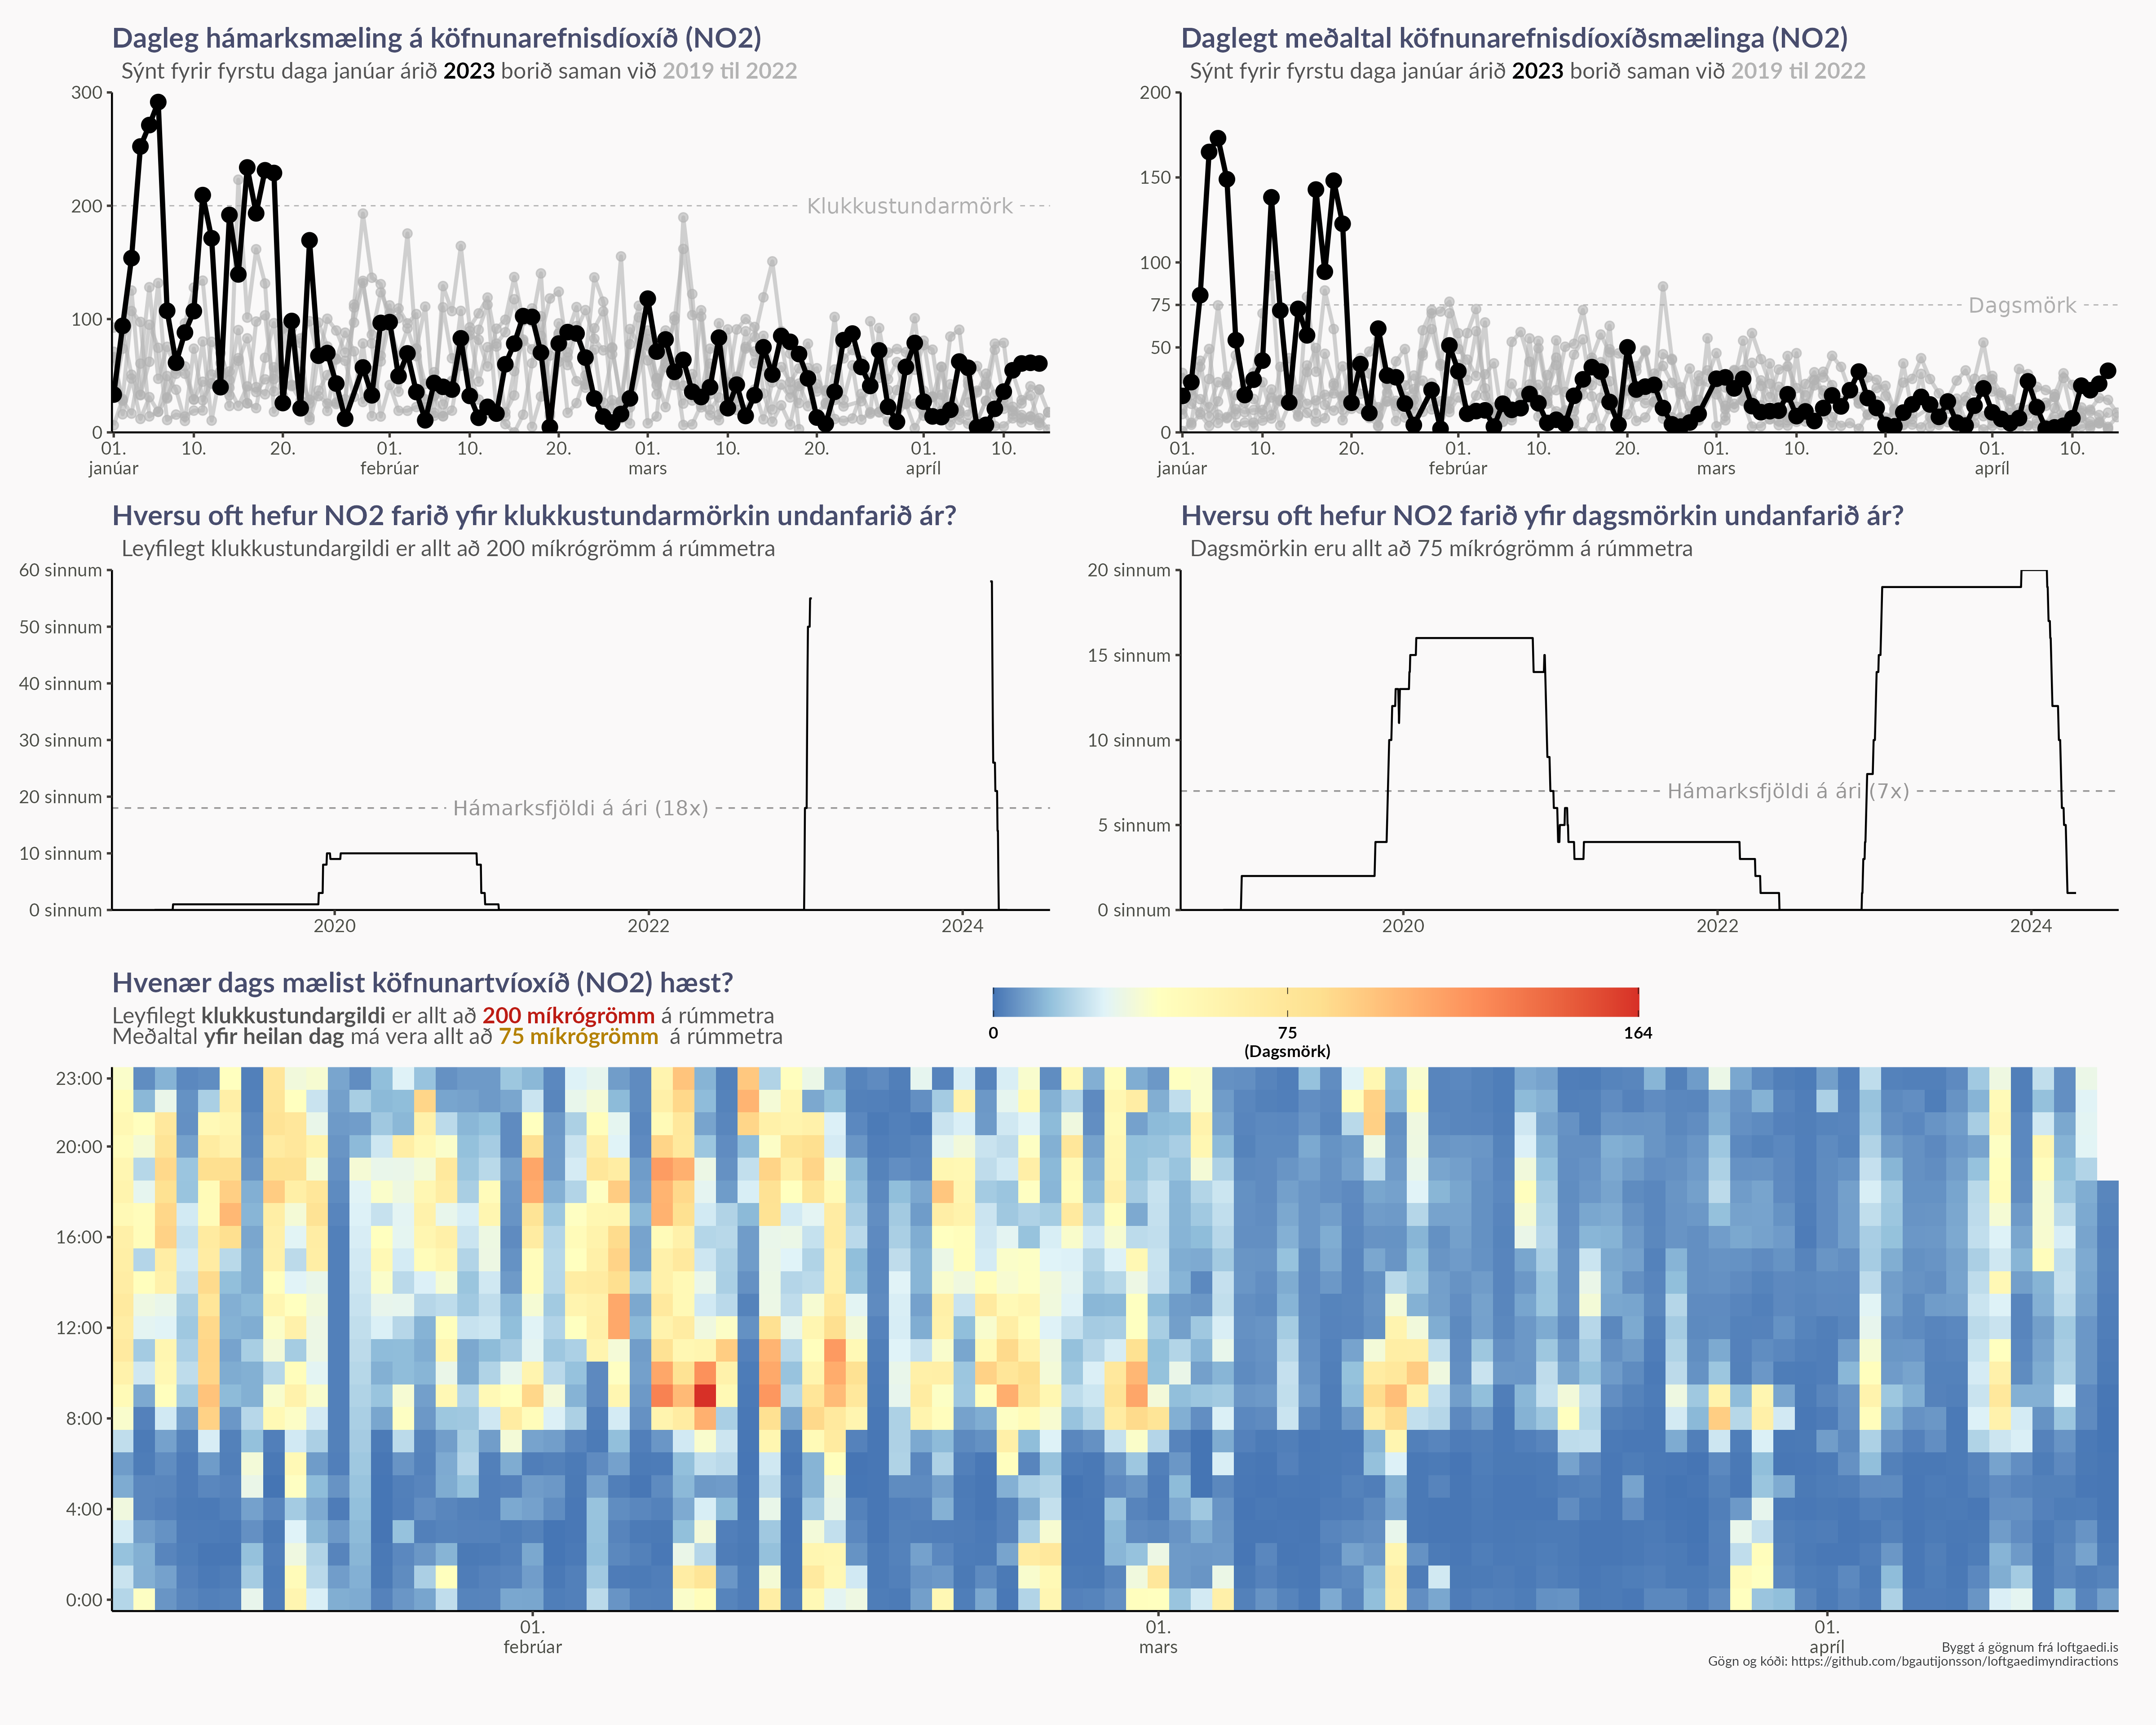 Dagleg hámarksmæling á köfnunarefnisdíoxíð (NO2)
Sýnt fyrir fyrstu daga janúar árið 2023 borið saman við 2019 til 2022
300
200
100
0
Klukkustundarmörk
01. 10. 20. 01. 10. 20. 01. 10. 20. 01. 10.
janúar febrúar mars apríl
Daglegt meðaltal köfnunarefnisdíoxíðsmælinga (NO2)
Sýnt fyrir fyrstu daga janúar árið 2023 borið saman við 2019 til 2022
200
150
100
75
50
0
Dagsmörk
01. 10. 20. 01. 10. 20. 01. 10. 20. 01. 10.
janúar febrúar mars apríl
Hversu oft hefur NO2 farið yfir klukkustundarmörkin undanfarið ár?
Leyfilegt klukkustundargildi er allt að 200 míkrógrömm á rúmmetra
60 sinnum
50 sinnum
40 sinnum
30 sinnum
20 sinnum
10 sinnum
0 sinnum
Hámarksfjöldi á ári (18x)
2020 2022 2024
Hversu oft hefur NO2 farið yfir dagsmörkin undanfarið ár?
Dagsmörkin eru allt að 75 míkrógrömm á rúmmetra
20 sinnum
15 sinnum
10 sinnum
5 sinnum
0 sinnum
Hámarksfjöldi á ári (7x)
2020 2022 2024
Hvenær dags mælist köfnunartvíoxíð (NO2) hæst?
Leyfilegt klukkustundargildi er allt að 200 míkrógrömm á rúmmetra
Meðaltal yfir heilan dag má vera allt að 75 míkrógrömm á rúmmetra
0 75 164
(Dagsmörk)
23:00
20:00
16:00
12:00
8:00
4:00
0:00
01. 01. 01.
febrúar mars apríl
Byggt á gögnum frá loftgaedi.is
Gögn og kóði: https://github.com/bgautijonsson/loftgaedimyndiractions